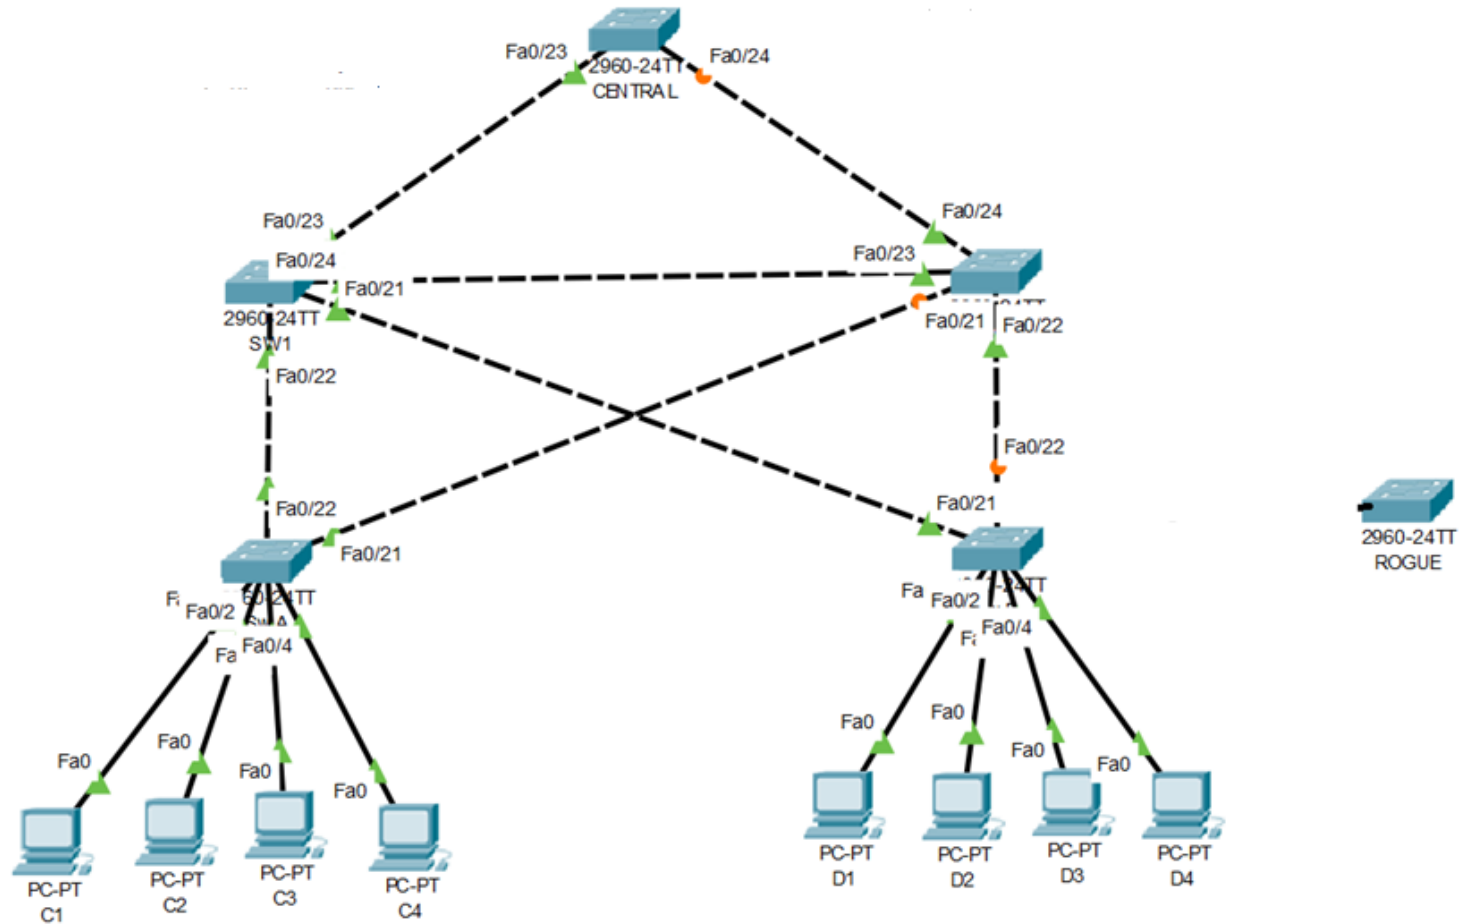 Fa0/23
Fa0/24
2960-24TT
CENTRAL
Fa0/23
Fa0/24
Fa0/24
Fa0/23
Fa0/21
2960-24TT
SW1
Fa0/21
Fa0/22
Fa0/22
Fa0/22
Fa0/22
Fa0/21
Fa0/21
2960-24TT
ROGUE
Fa0/2
Fa0/4
Fa
Fa
Fa0/2
Fa0/4
Fa0
Fa0
Fa0
Fa0
Fa0
Fa0
Fa0
Fa0
PC-PT
C1
PC-PT
C2
PC-PT
C3
PC-PT
C4
PC-PT
D1
PC-PT
D2
PC-PT
D3
PC-PT
D4